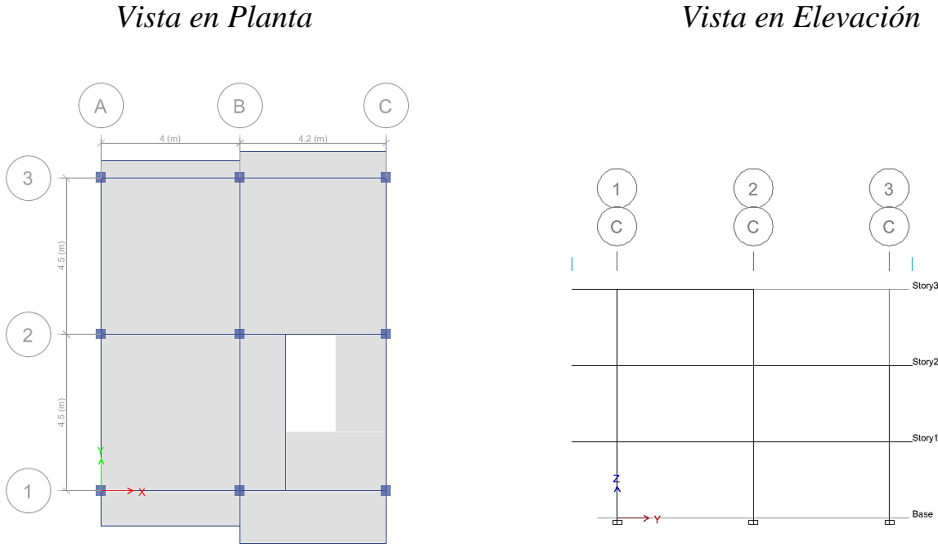 Vista en Planta
Vista en Elevación
A
B
C
4 (m)
4.2 (m)
3
4.5 (m)
2
4.5 (m)
1
Y
X
1
2
3
C
C
C
Story3
Story2
Story1
Z
Y
Base